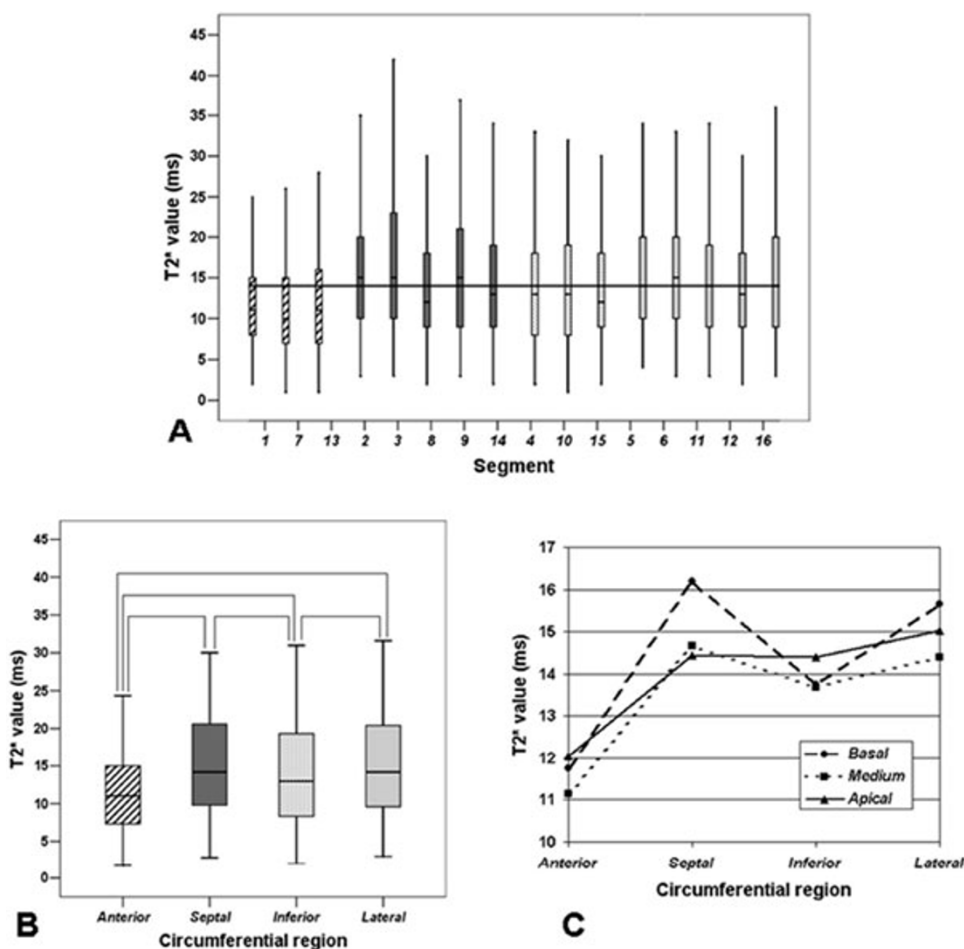 45
40
35
30
25
20
15
10
5
0
T2* value (ms)
1 7 13 2 3 8 9 14 4 10 15 5 6 11 12 16
Segment
A
45
40
35
30
25
20
15
10
5
0
T2* value (ms)
Anterior Septal Inferior Lateral
Circumferential region
B
17
16
15
14
13
12
11
10
T2* value (ms)
Basal
Medium
Apical
Anterior Septal Inferior Lateral
Circumferential region
C